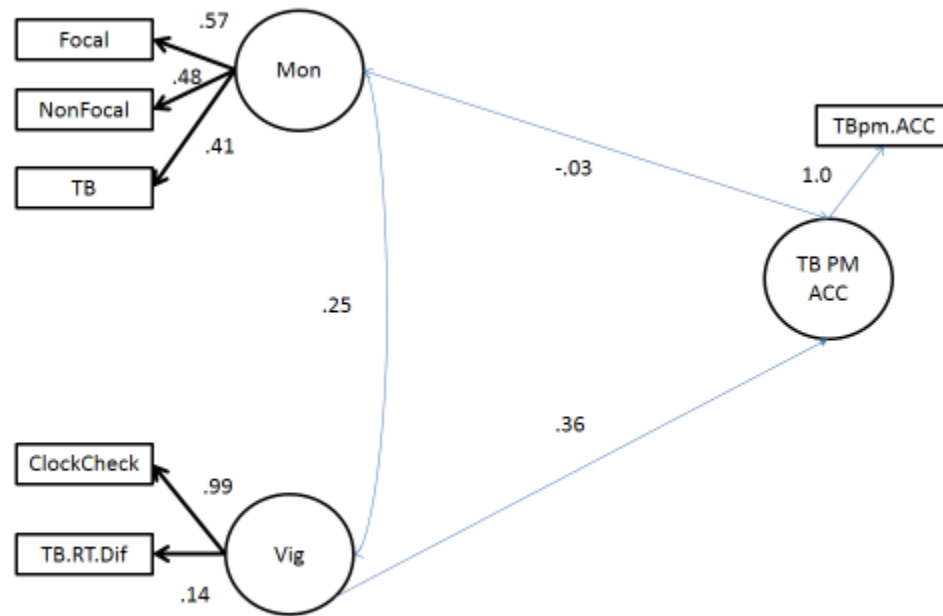 .57
Focal
Mon
.48
NonFocal
TBpm.ACC
.41
-.03
1.0
TB
TB PM
ACC
.25
.36
ClockCheck
.99
TB.RT.Dif
Vig
.14